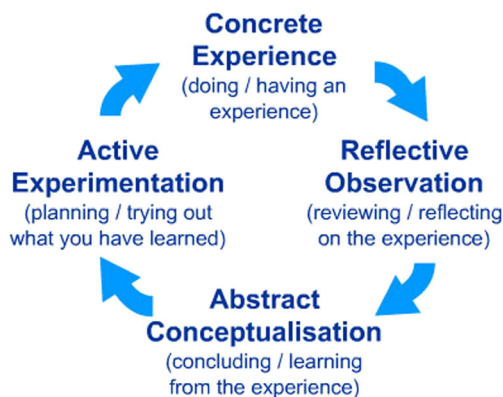 Concrete
Experience
(doing / having an
experience)
Reflective
Observation
(reviewing / reflecting
on the experience)
Abstract
Conceptualisation
(concluding / learning
from the experience)
Active
Experimentation
(planning / trying out
what you have learned)